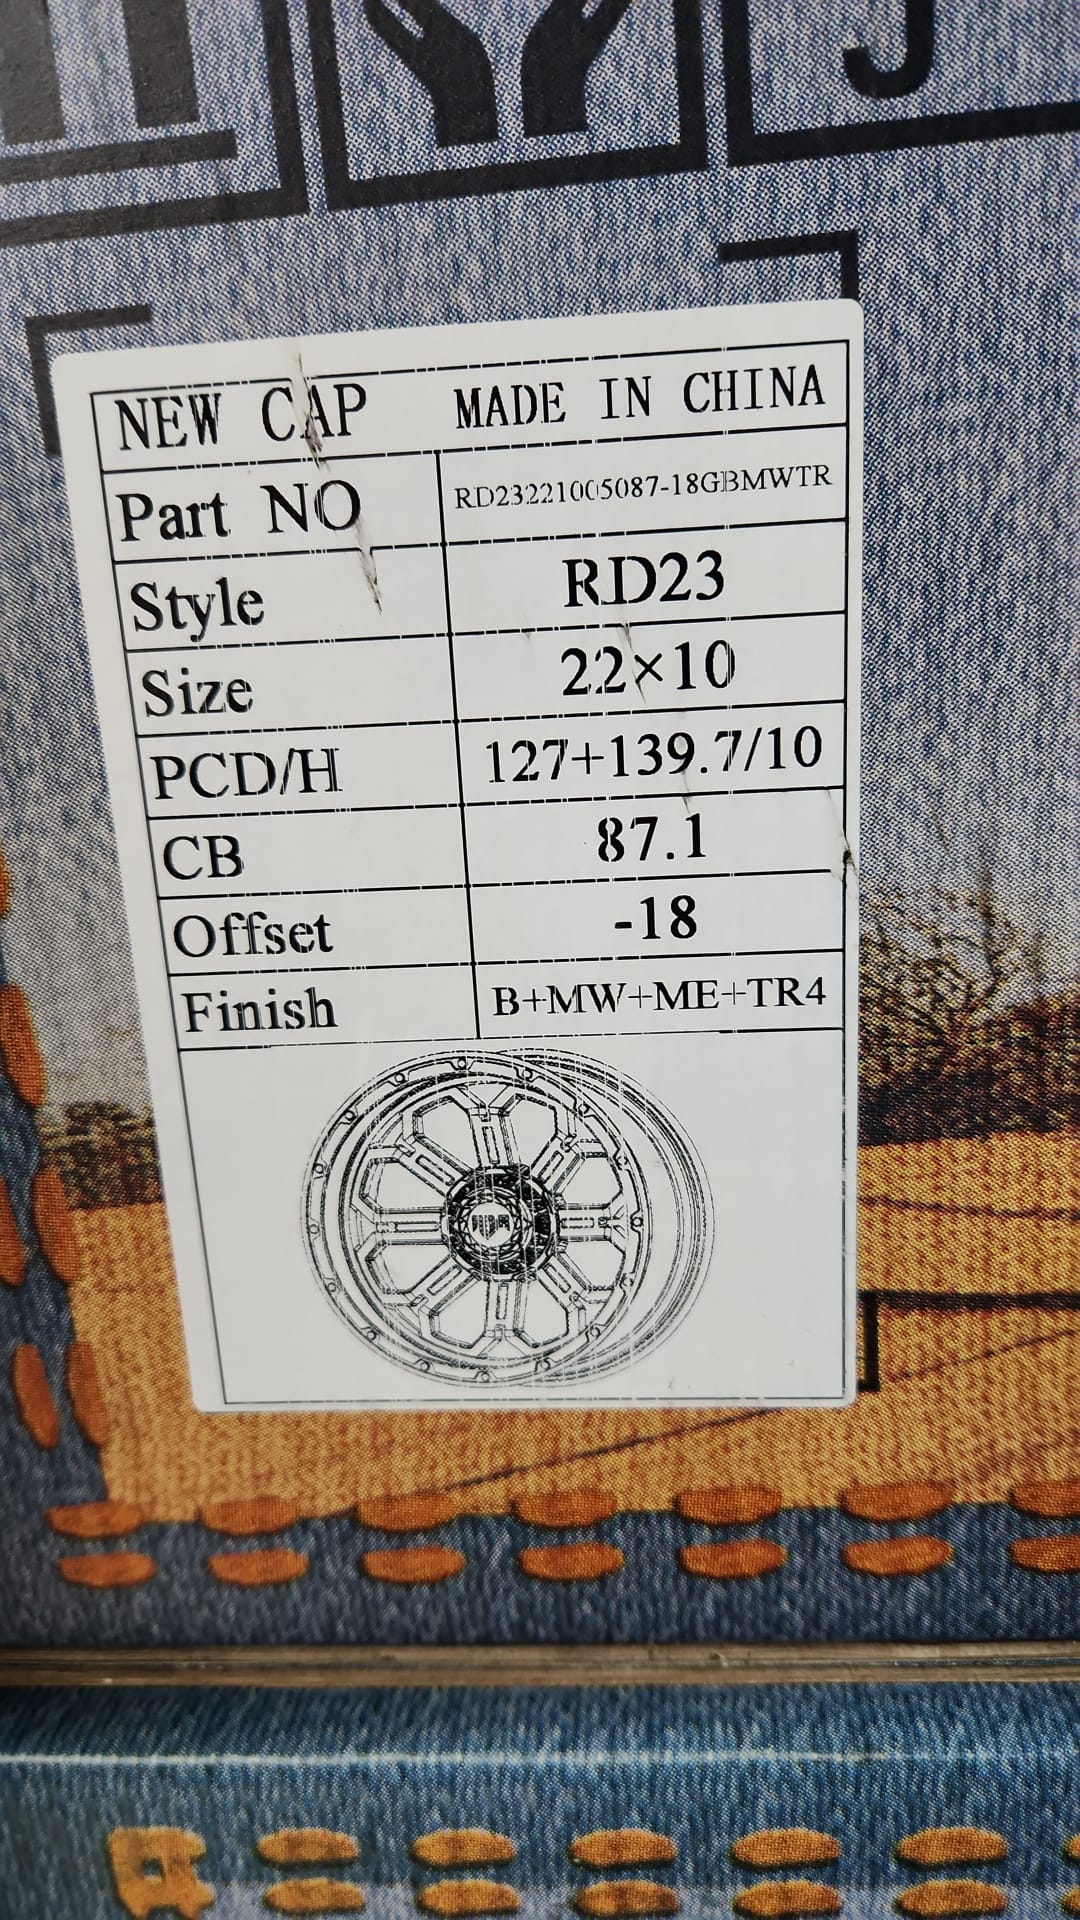 J
NEW CAP MADE IN CHINA
Part NO RD23221005087-18GBMWTR
Style RD23
Size 22×10
PCD/H 127+139.7/10
CB 87.1
Offset -18
Finish B+MW+ME+TR4